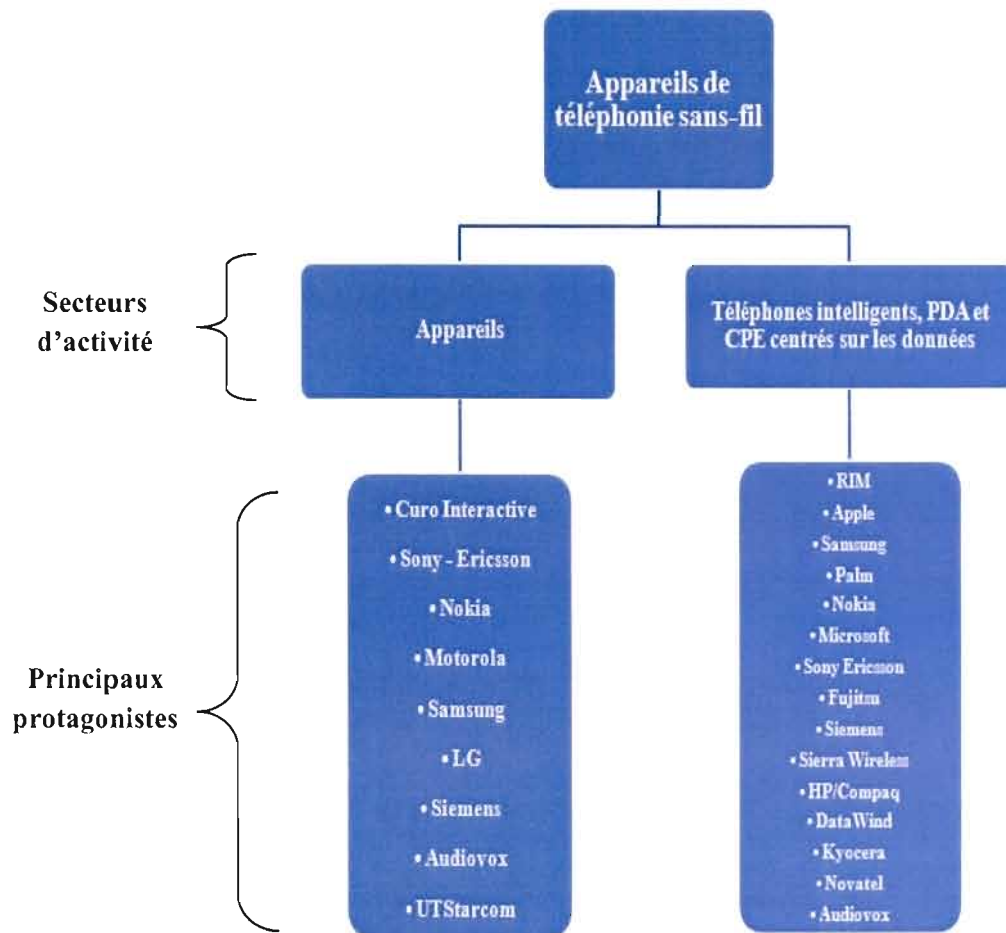 Appareils de
téléphonie sans-fil
Secteurs
d'activité
Appareils
Téléphones intelligents, PDA et
CPE centrés sur les données
Principaux
protagonistes
• Curo Interactive
• Sony - Ericsson
• Nokia
• Motorola
• Samsung
• LG
• Siemens
• Audiovox
• UTStarcom
• RIM
• Apple
• Samsung
• Palm
• Nokia
• Microsoft
• Sony Ericsson
• Fujitsu
• Siemens
• Sierra Wireless
• HP/Compaq
• DataWind
• Kyocera
• Novatel
• Audiovox